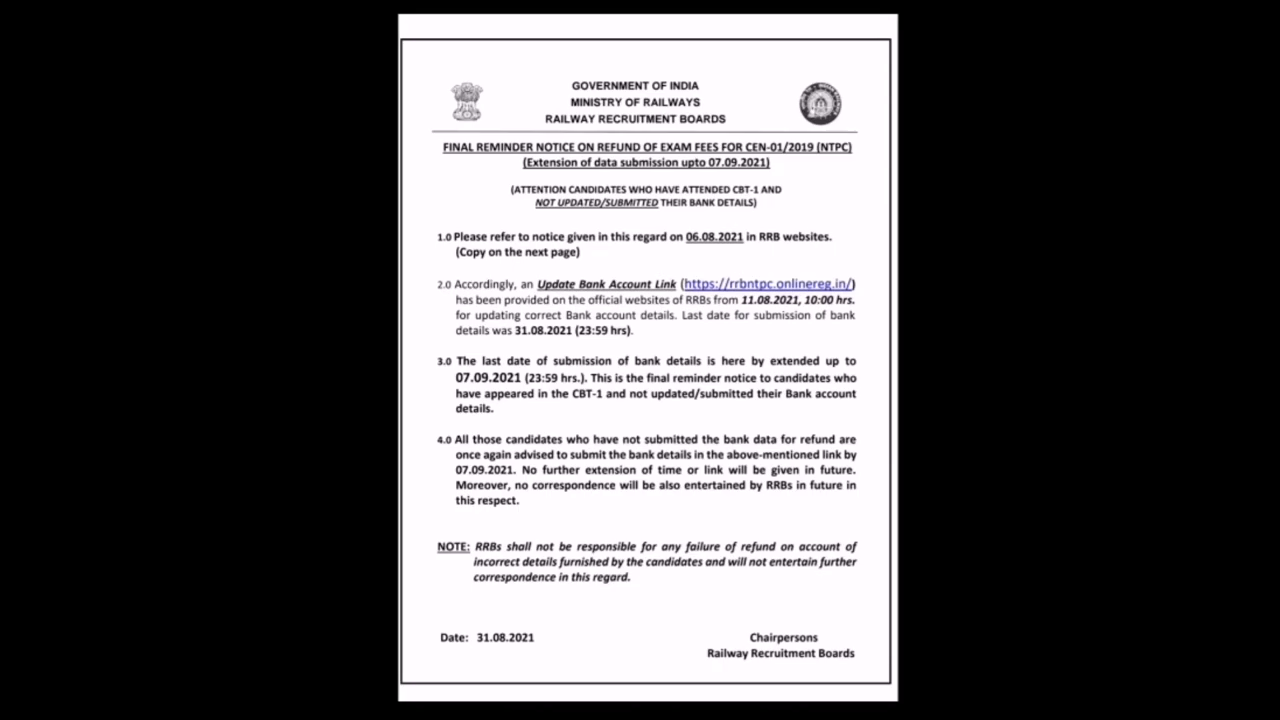 GOVERNMENT OF INDIA
MINISTRY OF RAILWAYS
RAILWAY RECRUITMENT BOARDS
FINAL REMINDER NOTICE ON REFUND OF EXAM FEES FOR CEN-01/2019 (NTPC)
(Extension of data submission upto 07.09.2021)
(ATTENTION CANDIDATES WHO HAVE ATTENDED CBT-1 AND
NOT UPDATED/SUBMITTED THEIR BANK DETAILS)
1.0 Please refer to notice given in this regard on 06.08.2021 in RRB websites.
(Copy on the next page)
2.0 Accordingly, an Update Bank Account Link (https://rrbntpc.onlinereg.in/)
has been provided on the official websites of RRBs from 11.08.2021, 10:00 hrs.
for updating correct Bank account details. Last date for submission of bank
details was 31.08.2021 (23:59 hrs).
3.0 The last date of submission of bank details is here by extended up to
07.09.2021 (23:59 hrs.). This is the final reminder notice to candidates who
have appeared in the CBT-1 and not updated/submitted their Bank account
details.
4.0 All those candidates who have not submitted the bank data for refund are
once again advised to submit the bank details in the above-mentioned link by
07.09.2021. No further extension of time or link will be given in future.
Moreover, no correspondence will be also entertained by RRBs in future in
this respect.
NOTE: RRBs shall not be responsible for any failure of refund on account of
incorrect details furnished by the candidates and will not entertain further
correspondence in this regard.
Date: 31.08.2021
Chairpersons
Railway Recruitment Boards